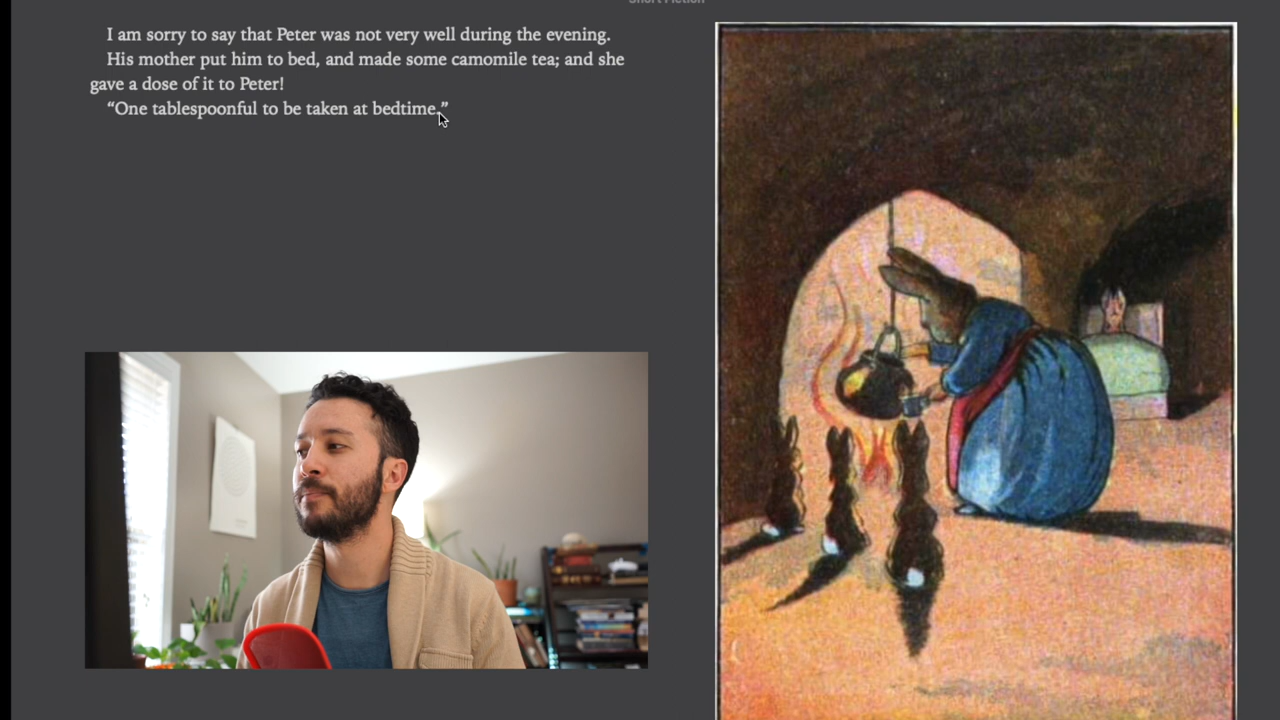 Short Fiction
I am sorry to say that Peter was not very well during the evening.
His mother put him to bed, and made some camomile tea; and she
gave a dose of it to Peter!
“One tablespoonful to be taken at bedtime.”